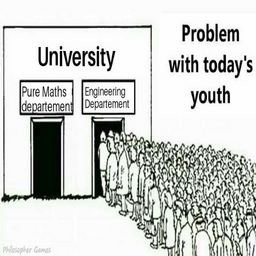 University
Pure Maths
departement
Engineering
Departement
Problem
with today's
youth
Philosopher Games